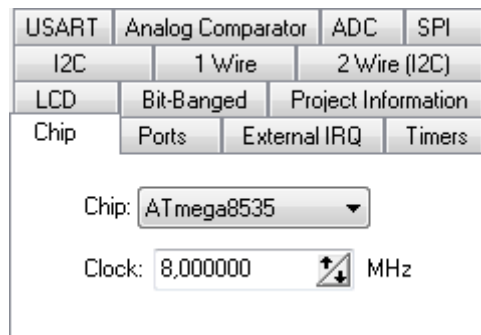 USART Analog Comparator ADC SPI
I2C 1 Wire 2 Wire (I2C)
LCD Bit-Banged Project Information
Chip Ports External IRQ Timers
Chip: ATmega8535
Clock: 8,000000 MHz